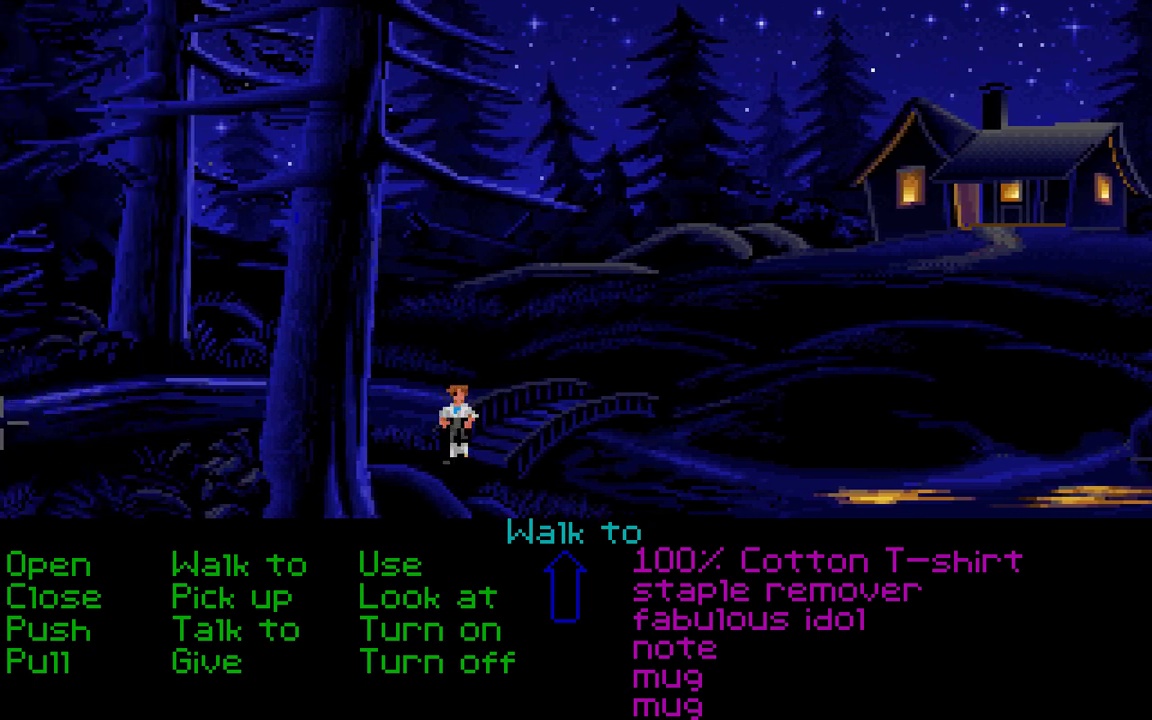 Walk to
Open Walk to Use
Close Pick up Look at
Push Talk to Turn on
Pull Give Turn off
100% Cotton T-shirt
staple remover
fabulous idol
note
mug
mug